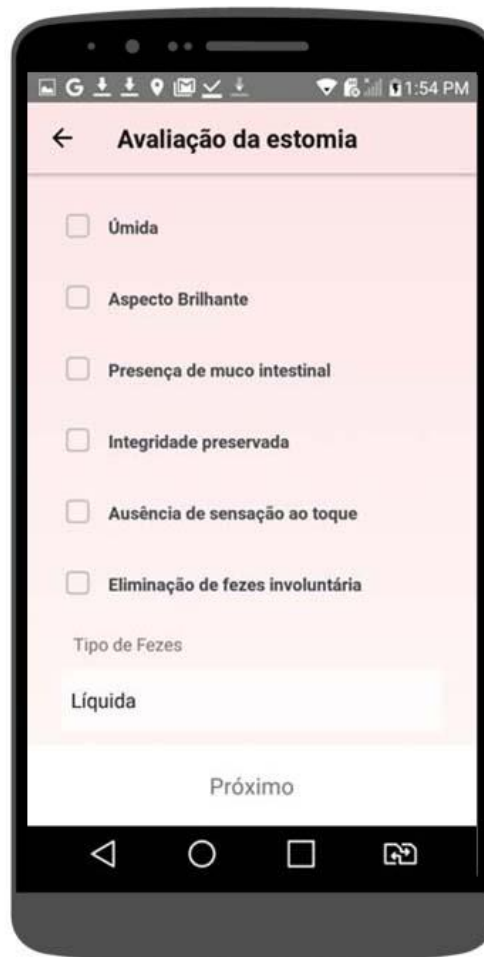 G 1:54 PM
Avaliação da estomia
Úmida
Aspecto Brilhante
Presença de muco intestinal
Integridade preservada
Ausência de sensação ao toque
Eliminação de fezes involuntária
Tipo de Fezes
Líquida
Próximo